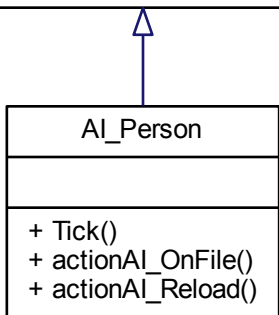 AI_Person
+ Tick()
+ actionAI_OnFile()
+ actionAI_Reload()